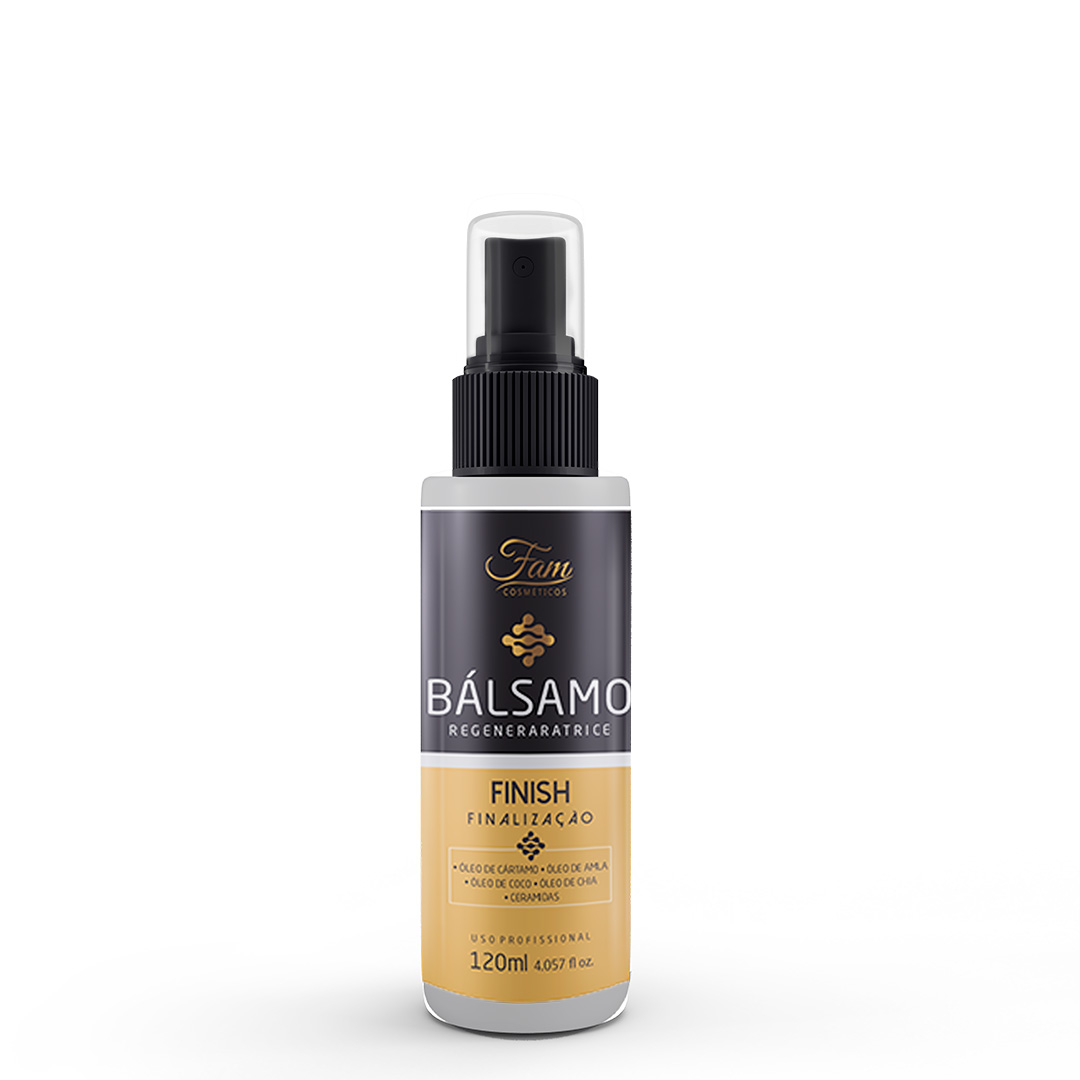 Fam
COSMÉTICOS
BÁLSAMO
REGENERARATRICE
FINISH
FINALIZAÇÃO
• ÓLEO DE CÁRTAMO • ÓLEO DE AMLA
• ÓLEO DE COCO • ÓLEO DE CHIA
• CERAMIDAS
USO PROFISSIONAL
120ml 4.057 fl oz.